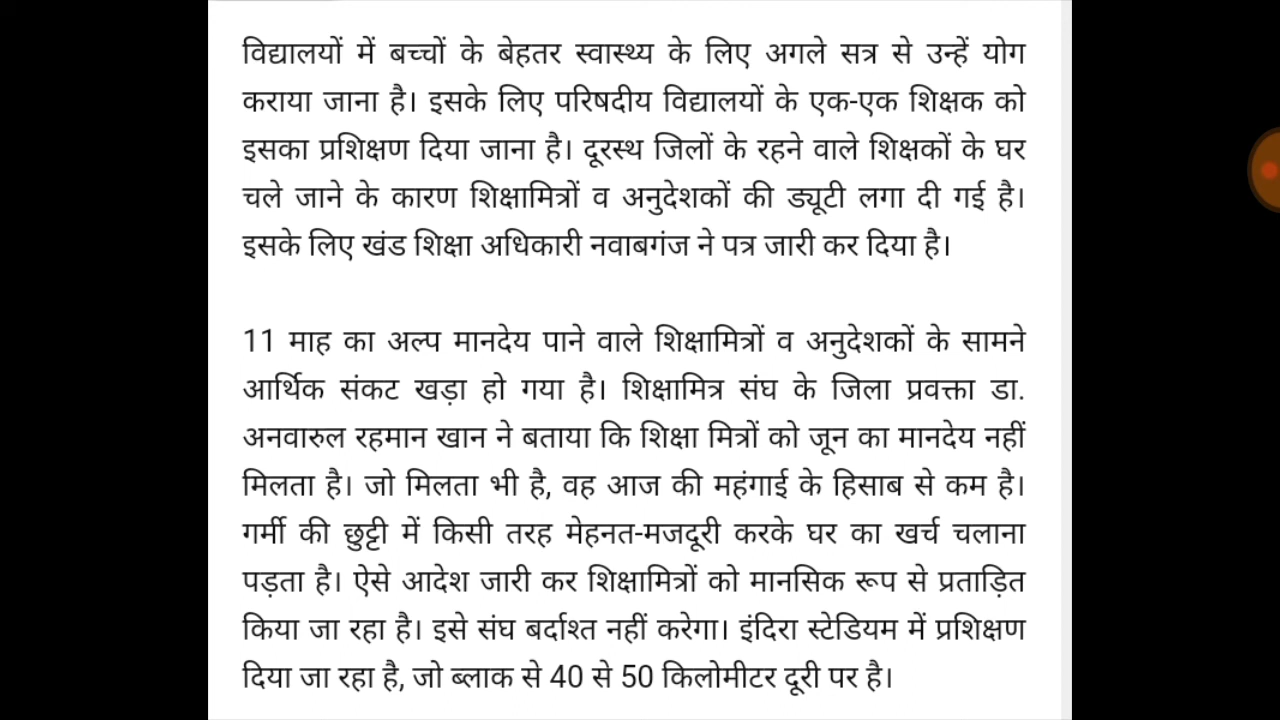 विद्यालयों में बच्चों के बेहतर स्वास्थ्य के लिए अगले सत्र से उन्हें योग
कराया जाना है। इसके लिए परिषदीय विद्यालयों के एक-एक शिक्षक को
इसका प्रशिक्षण दिया जाना है। दूरस्थ जिलों के रहने वाले शिक्षकों के घर
चले जाने के कारण शिक्षामित्रों व अनुदेशकों की ड्यूटी लगा दी गई है।
इसके लिए खंड शिक्षा अधिकारी नवाबगंज ने पत्र जारी कर दिया है।
11 माह का अल्प मानदेय पाने वाले शिक्षामित्रों व अनुदेशकों के सामने
आर्थिक संकट खड़ा हो गया है। शिक्षामित्र संघ के जिला प्रवक्ता डा.
अनवारुल रहमान खान ने बताया कि शिक्षा मित्रों को जून का मानदेय नहीं
मिलता है। जो मिलता भी है, वह आज की महंगाई के हिसाब से कम है।
गर्मी की छुट्टी में किसी तरह मेहनत-मजदूरी करके घर का खर्च चलाना
पड़ता है। ऐसे आदेश जारी कर शिक्षामित्रों को मानसिक रूप से प्रताड़ित
किया जा रहा है। इसे संघ बर्दाश्त नहीं करेगा। इंदिरा स्टेडियम में प्रशिक्षण
दिया जा रहा है, जो ब्लाक से 40 से 50 किलोमीटर दूरी पर है।